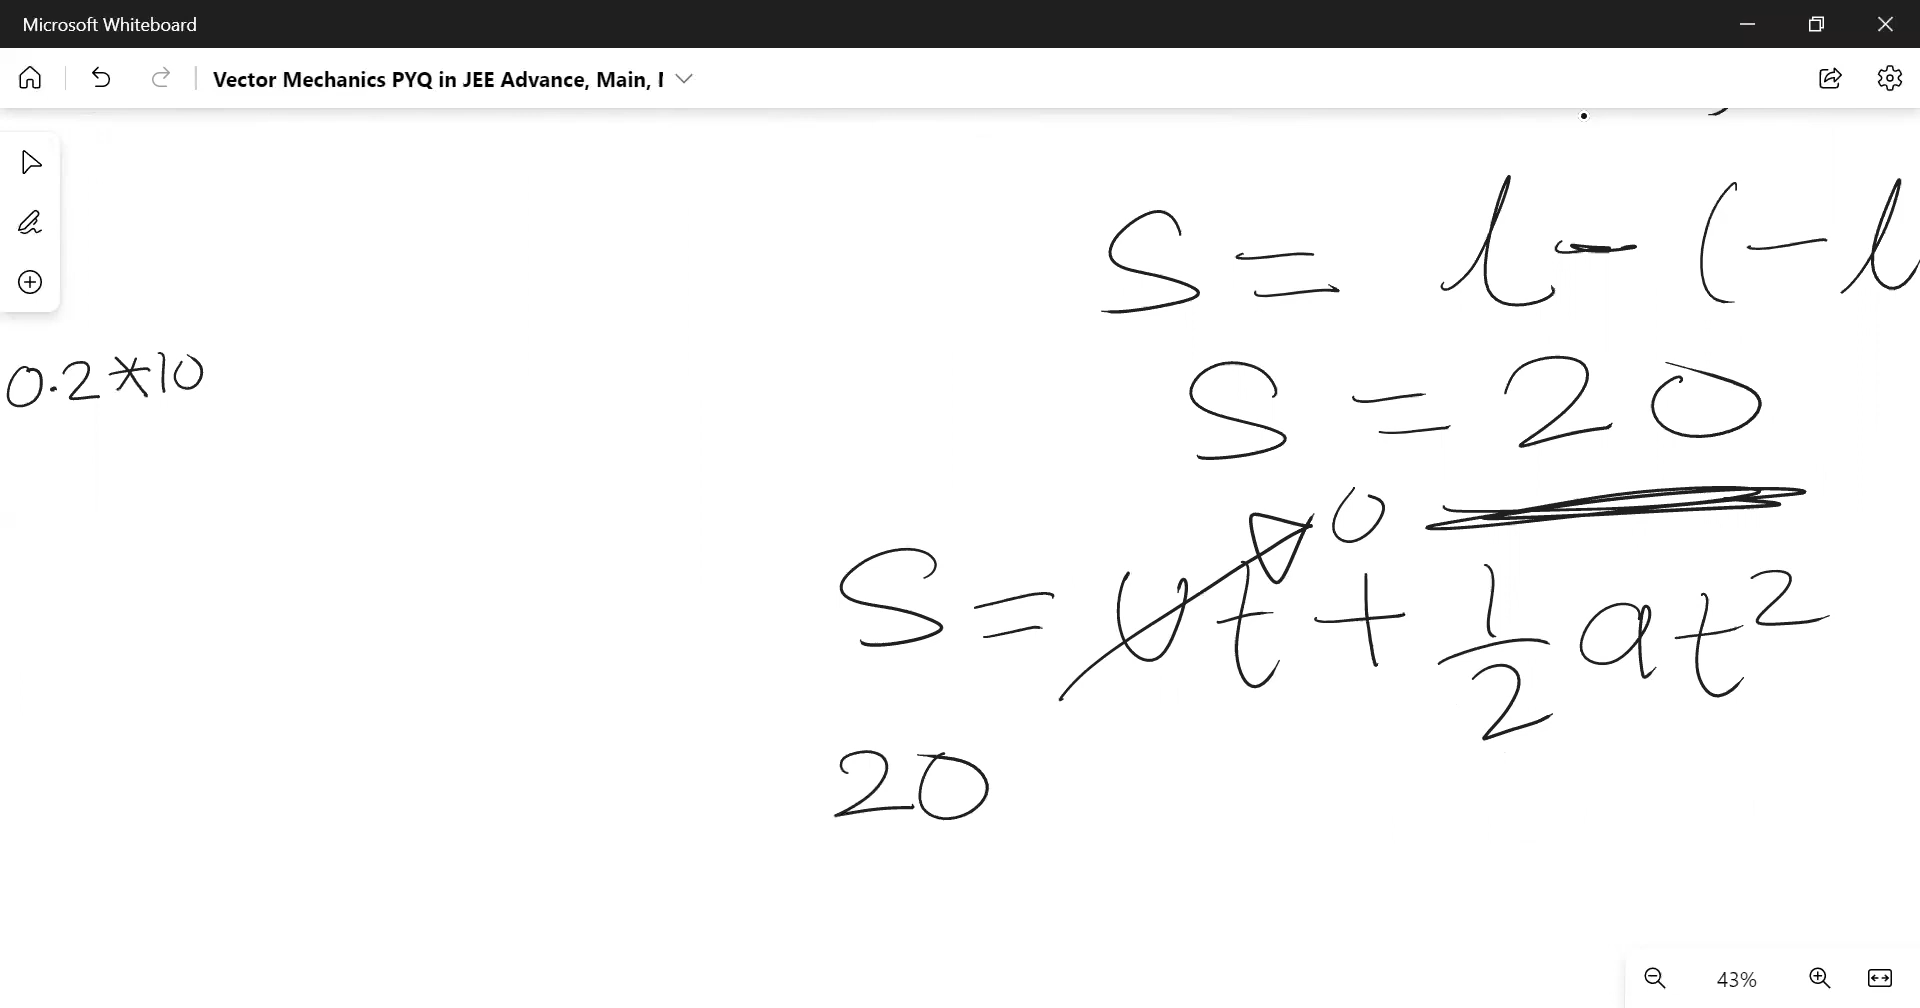 Microsoft Whiteboard
Vector Mechanics PYQ in JEE Advance, Main,
S = l - (- l
0.2*10
S = 20
0
S = ut + 1/2 at²
20
43%